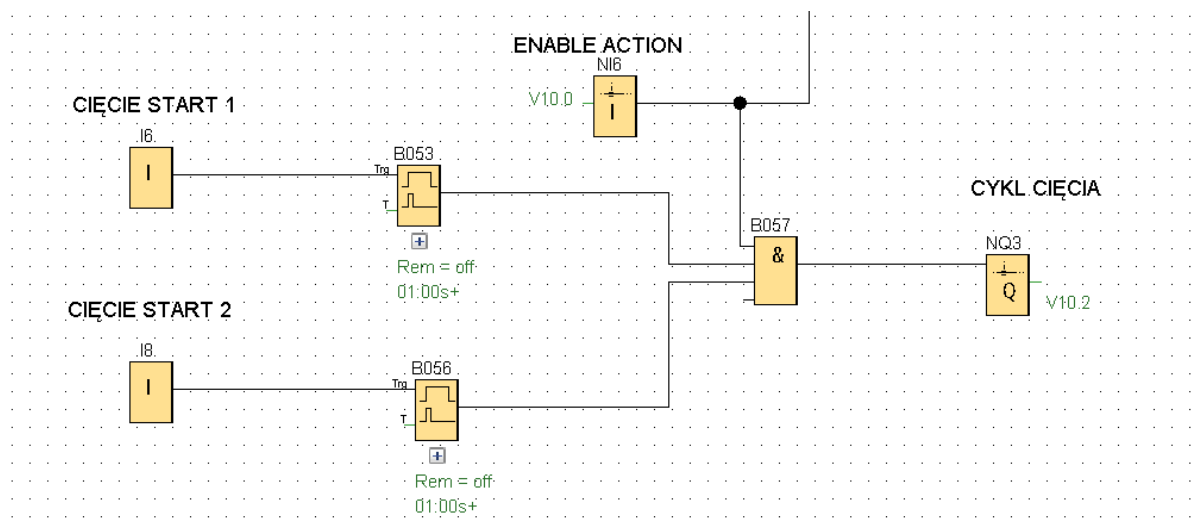 ENABLE ACTION
NI6
V10.0
I
CIĘCIE START 1
I6
I
B053
Trg
T
Rem = off
01:00s+
CYKL CIĘCIA
B057
&
NQ3
Q
V10.2
CIĘCIE START 2
I8
I
B056
Trg
T
Rem = off
01:00s+